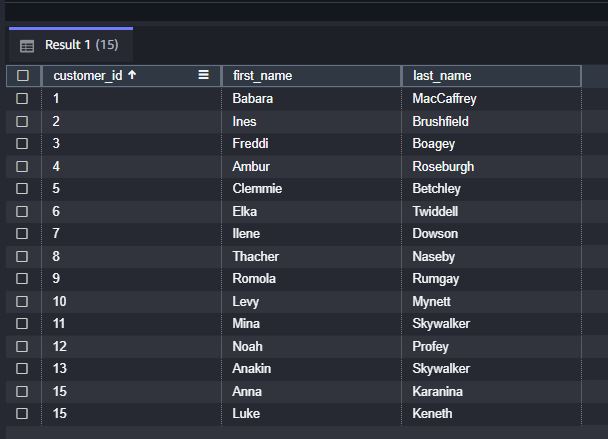 Result 1 (15)
customer_id first_name last_name
1 Babara MacCaffrey
2 Ines Brushfield
3 Freddi Boagey
4 Ambur Roseburgh
5 Clemmie Betchley
6 Elka Twiddell
7 Ilene Dowson
8 Thacher Naseby
9 Romola Rumgay
10 Levy Mynett
11 Mina Skywalker
12 Noah Profey
13 Anakin Skywalker
15 Anna Karanina
15 Luke Keneth